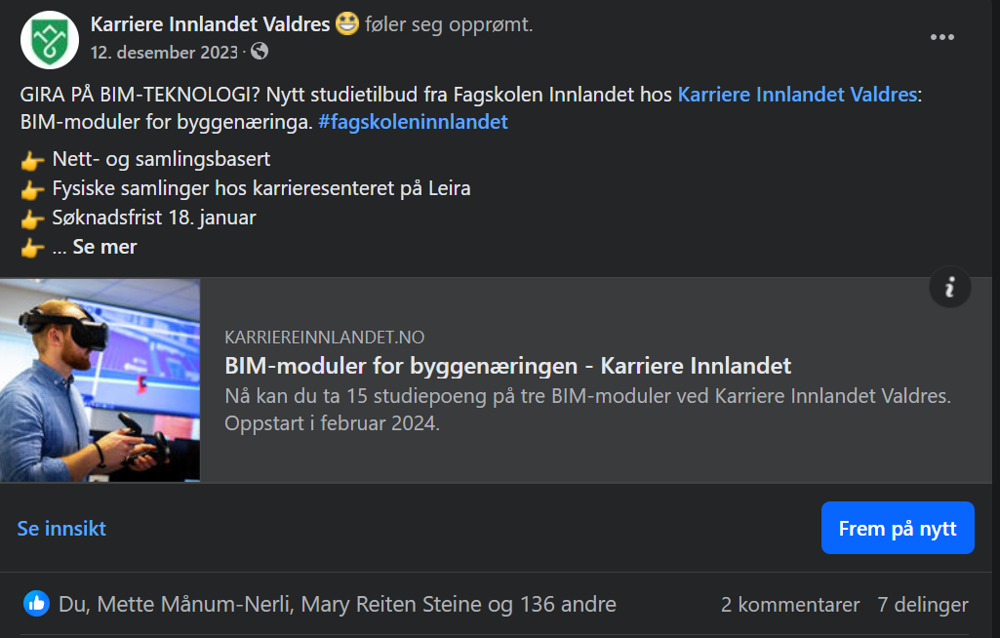 Karriere Innlandet Valdres 🤩 føler seg opprømt.
12. desember 2023 ·
GIRA PÅ BIM-TEKNOLOGI? Nytt studietilbud fra Fagskolen Innlandet hos Karriere Innlandet Valdres:
BIM-moduler for byggenæringa. #fagskoleninnlandet
👉 Nett- og samlingsbasert
👉 Fysiske samlinger hos karrieresenteret på Leira
👉 Søknadsfrist 18. januar
👉 ... Se mer
KARRIEREINNLANDET.NO
BIM-moduler for byggenæringen - Karriere Innlandet
Nå kan du ta 15 studiepoeng på tre BIM-moduler ved Karriere Innlandet Valdres.
Oppstart i februar 2024.
Se innsikt
Frem på nytt
Du, Mette Månum-Nerli, Mary Reiten Steine og 136 andre
2 kommentarer 7 delinger